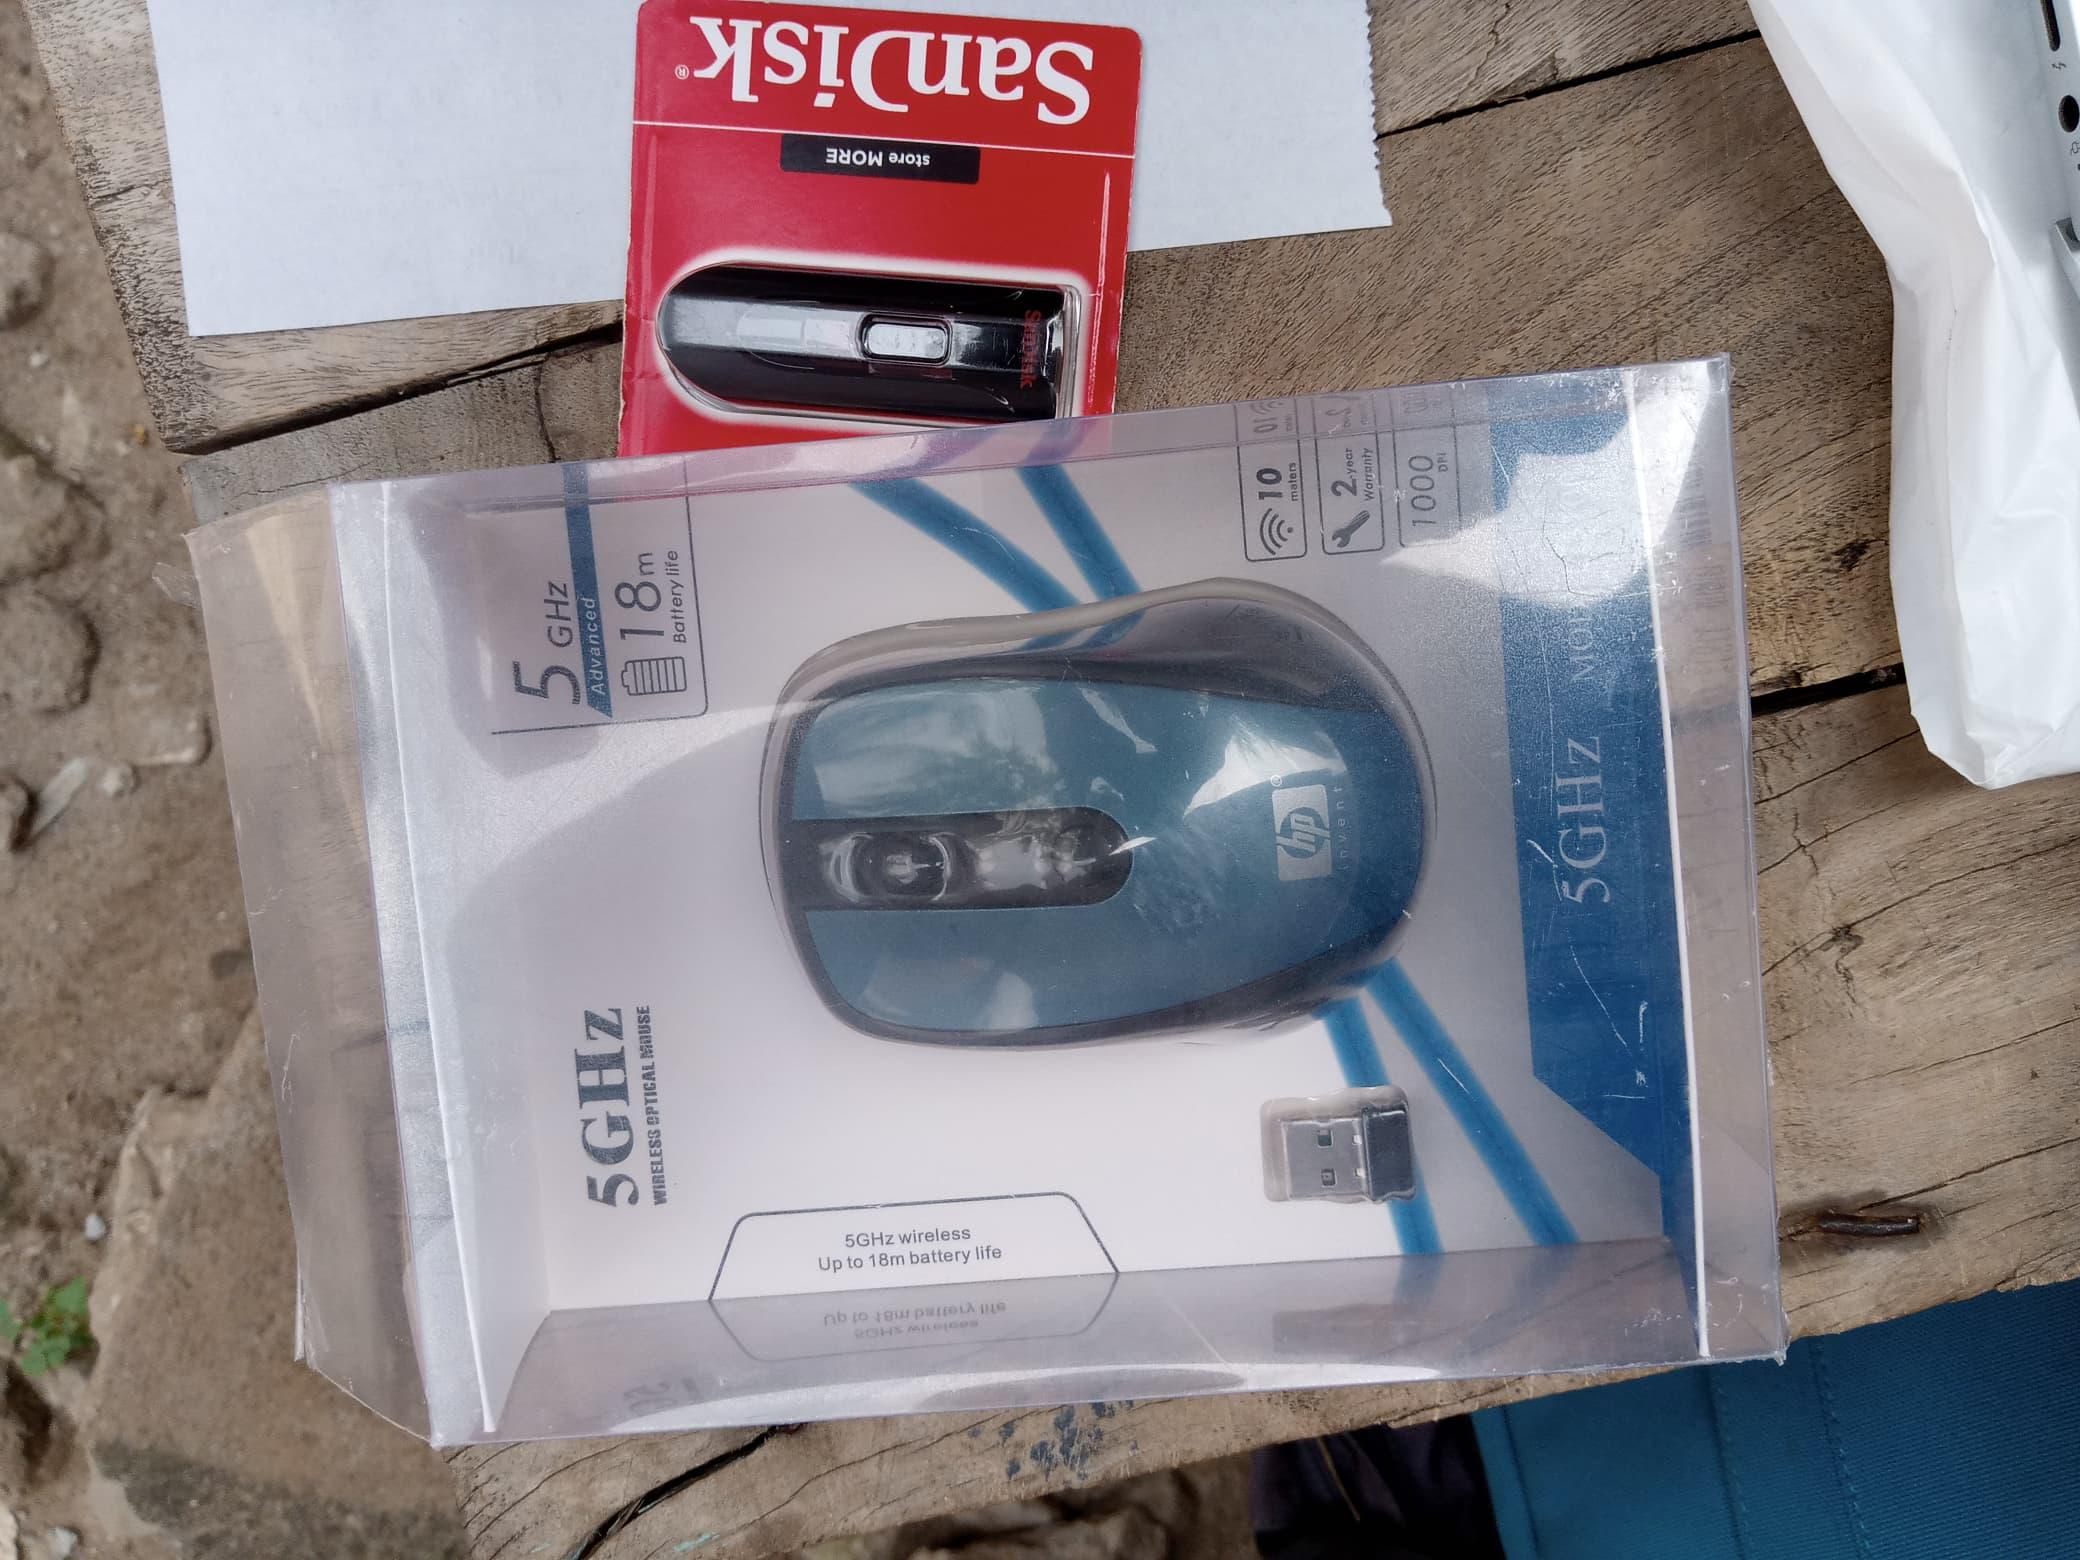 SanDisk®
store MORE
SanDisk
5 GHz
Advanced
18m
Battery life
10
maters
2-year
Warranty
1000
DPI
hp®
invent
5GHz
5GHz
WIRELESS OPTICAL MOUSE
5GHz wireless
Up to 18m battery life